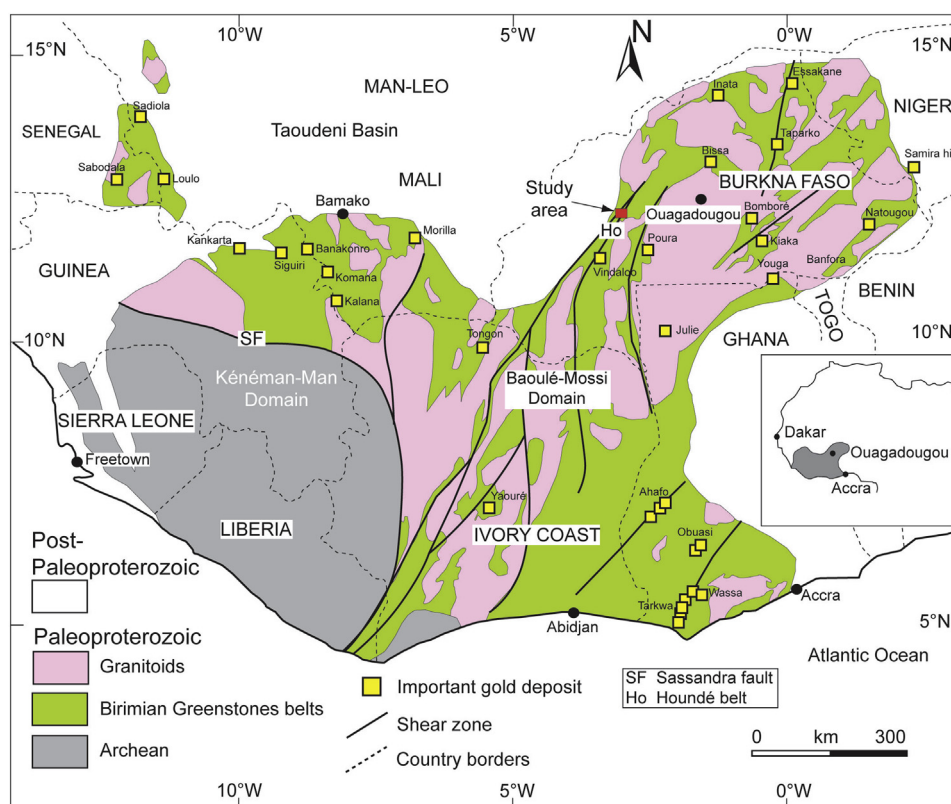 10°W
5°W
0°W
15°N
15°N
N
MAN-LEO
Taoudeni Basin
MALI
SENEGAL
Sadiola
Sabodala
Loulo
Inata
Essakane
NIGER
Taparko
Bissa
Samira hi
BURKNA FASO
Study
area
Ouagadougou
Bomboré
Natougou
Ho
Bamako
Morilla
Kankarta
Banakonro
Siguiri
Komana
Kalana
GUINEA
Poura
Kiaka
Vindaloo
Banfora
Youga
BENIN
TOGO
10°N
10°N
SF
Tongon
Julie
GHANA
Kénéman-Man
Domain
Baoulé-Mossi
Domain
SIERRA LEONE
Freetown
Dakar
Ouagadougou
Accra
LIBERIA
Yaouré
Ahafo
IVORY COAST
Obuasi
Tarkwa
Wassa
Accra
Abidjan
5°N
Atlantic Ocean
Post-
Paleoproterozoic
Paleoproterozoic
Granitoids
Birimian Greenstones belts
Archean
Important gold deposit
Shear zone
Country borders
SF Sassandra fault
Ho Houndé belt
0 km 300
10°W
5°W
0°W